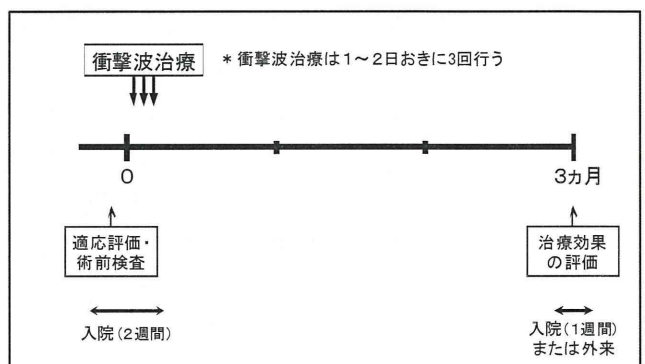 衝撃波治療
* 衝撃波治療は1〜2日おきに3回行う
0
3カ月
適応評価・
術前検査
治療効果
の評価
入院(2週間)
入院(1週間)
または外来